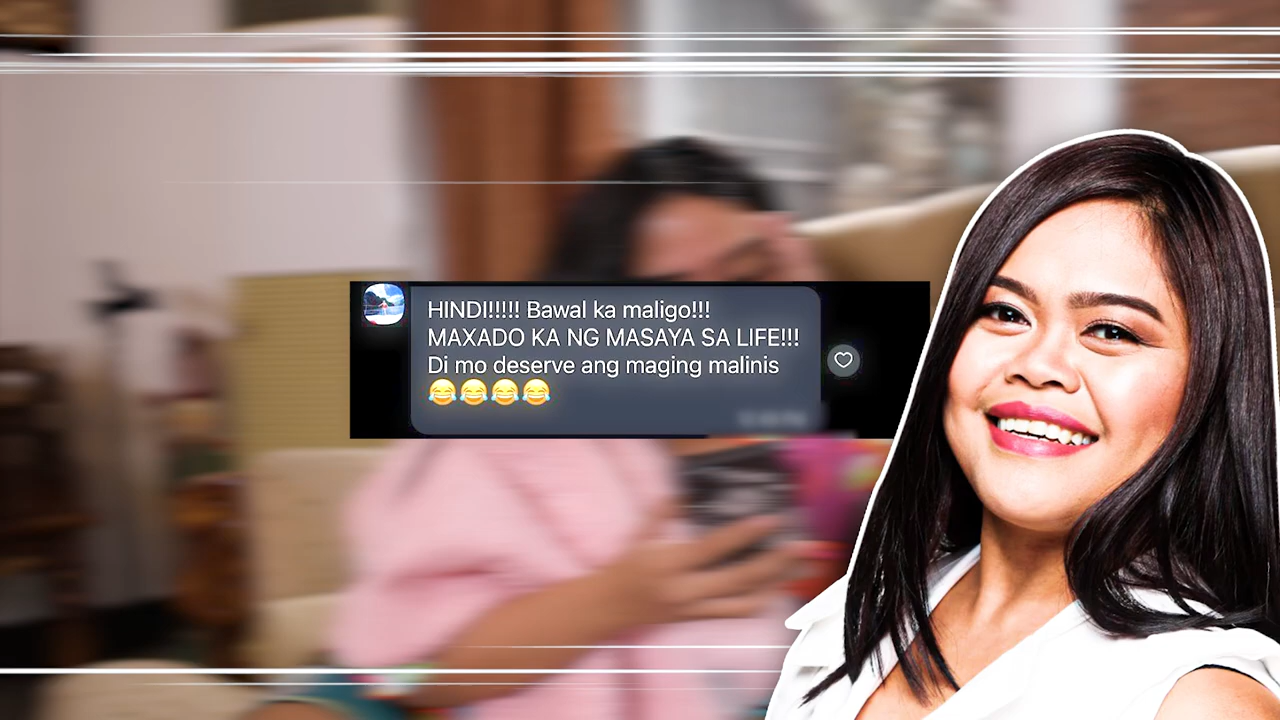 HINDI!!!!! Bawal ka maligo!!!
MAXADO KA NG MASAYA SA LIFE!!!
Di mo deserve ang maging malinis
😂😂😂😂